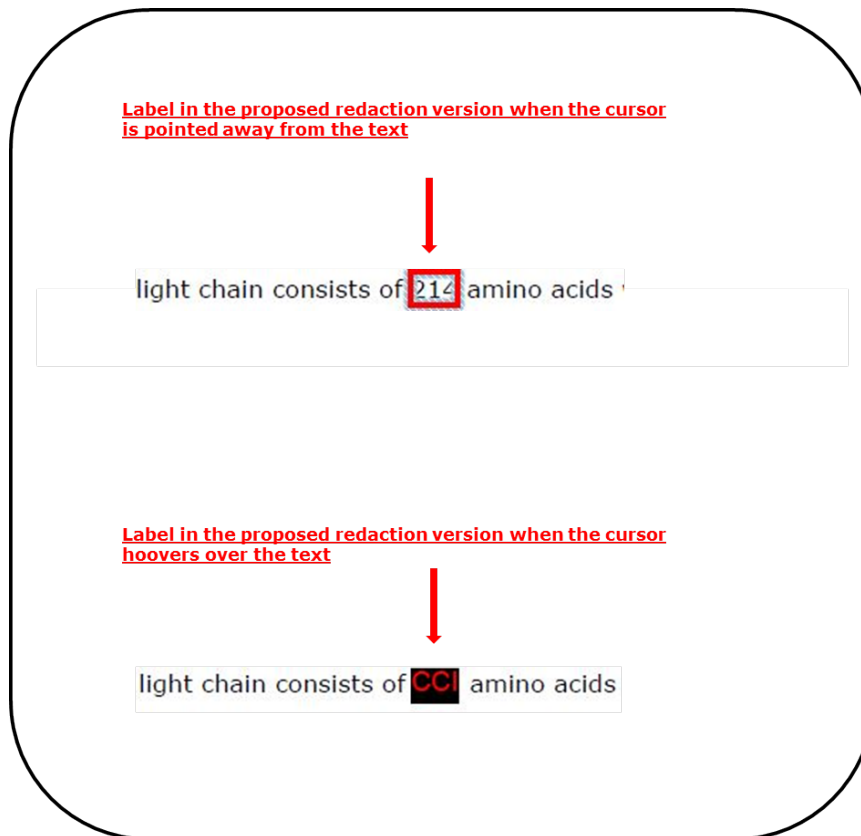 Label in the proposed redaction version when the cursor
is pointed away from the text
light chain consists of 214 amino acids
Label in the proposed redaction version when the cursor
hoovers over the text
light chain consists of CCI amino acids